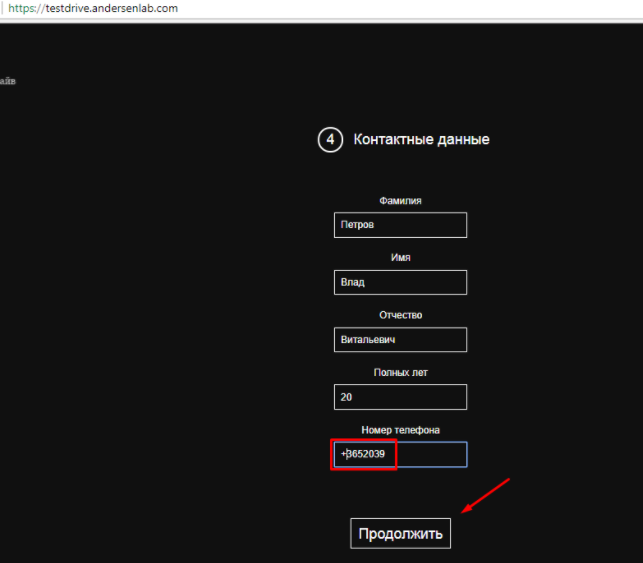 https://testdrive.andersenlab.com
айв
4 Контактные данные
Фамилия
Петров
Имя
Влад
Отчество
Витальевич
Полных лет
20
Номер телефона
+3652039
Продолжить